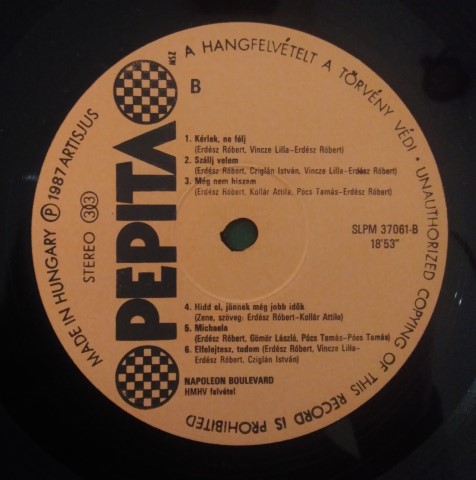 MADE IN HUNGARY Ⓟ 1987 ARTISJUS
A HANGFELVÉTELT A TÖRVÉNY VÉDI · UNAUTHORIZED COPYING OF THIS RECORD IS PROHIBITED
STEREO 33
PEPITA
MSZ
B
1. Kérlek, ne félj
(Erdész Róbert, Vincze Lilla–Erdész Róbert)
2. Szállj velem
(Erdész Róbert, Cziglán István, Vincze Lilla–Erdész Róbert)
3. Még nem hiszem
(Erdész Róbert, Kollár Attila, Pócs Tamás–Erdész Róbert)
SLPM 37061-B
18'53"
4. Hidd el, jönnek még jobb idők
(Zene, szöveg: Erdész Róbert–Kollár Attila)
5. Michaela
(Erdész Róbert, Gömör László, Pócs Tamás–Pócs Tamás)
6. Elfelejtesz, tudom (Erdész Róbert, Vincze Lilla–
Erdész Róbert, Cziglán István)
NAPOLEON BOULEVARD
HMHV felvétel